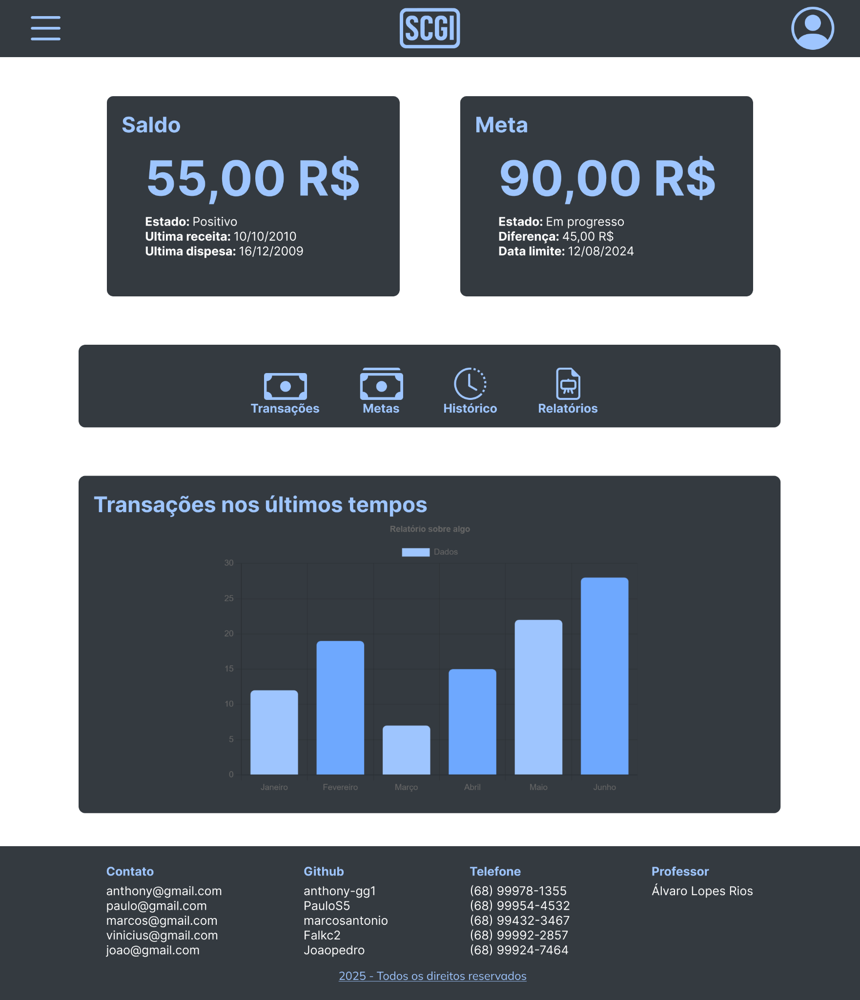 SCGI
Saldo
55,00 R$
Estado: Positivo
Ultima receita: 10/10/2010
Ultima dispesa: 16/12/2009
Meta
90,00 R$
Estado: Em progresso
Diferença: 45,00 R$
Data limite: 12/08/2024
Transações
Metas
Histórico
Relatórios
Transações nos últimos tempos
Relatório sobre algo
Dados
30
25
20
15
10
5
0
Janeiro
Fevereiro
Março
Abril
Maio
Junho
Contato
anthony@gmail.com
paulo@gmail.com
marcos@gmail.com
vinicius@gmail.com
joao@gmail.com
Github
anthony-gg1
PauloS5
marcosantonio
Falkc2
Joaopedro
Telefone
(68) 99978-1355
(68) 99954-4532
(68) 99432-3467
(68) 99992-2857
(68) 99924-7464
Professor
Álvaro Lopes Rios
2025 - Todos os direitos reservados